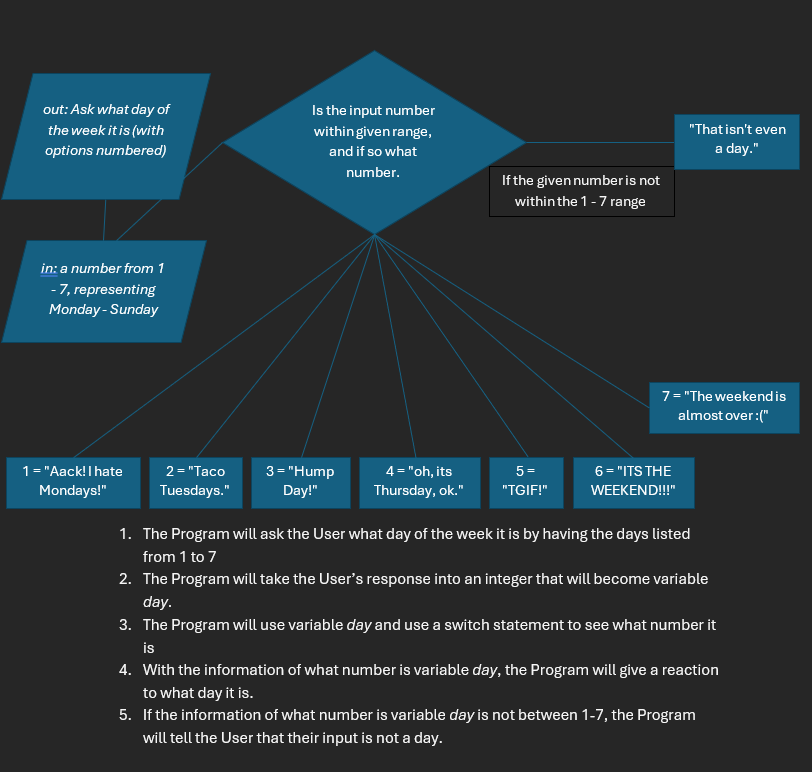 out: Ask what day of
the week it is (with
options numbered)
Is the input number
within given range,
and if so what
number.
"That isn't even
a day."
If the given number is not
within the 1 - 7 range
in: a number from 1
- 7, representing
Monday - Sunday
7 = "The weekend is
almost over :("
1 = "Aack! I hate
Mondays!"
2 = "Taco
Tuesdays."
3 = "Hump
Day!"
4 = "oh, its
Thursday, ok."
5 =
"TGIF!"
6 = "ITS THE
WEEKEND!!!"
1. The Program will ask the User what day of the week it is by having the days listed
from 1 to 7
2. The Program will take the User’s response into an integer that will become variable
day.
3. The Program will use variable day and use a switch statement to see what number it
is
4. With the information of what number is variable day, the Program will give a reaction
to what day it is.
5. If the information of what number is variable day is not between 1-7, the Program
will tell the User that their input is not a day.